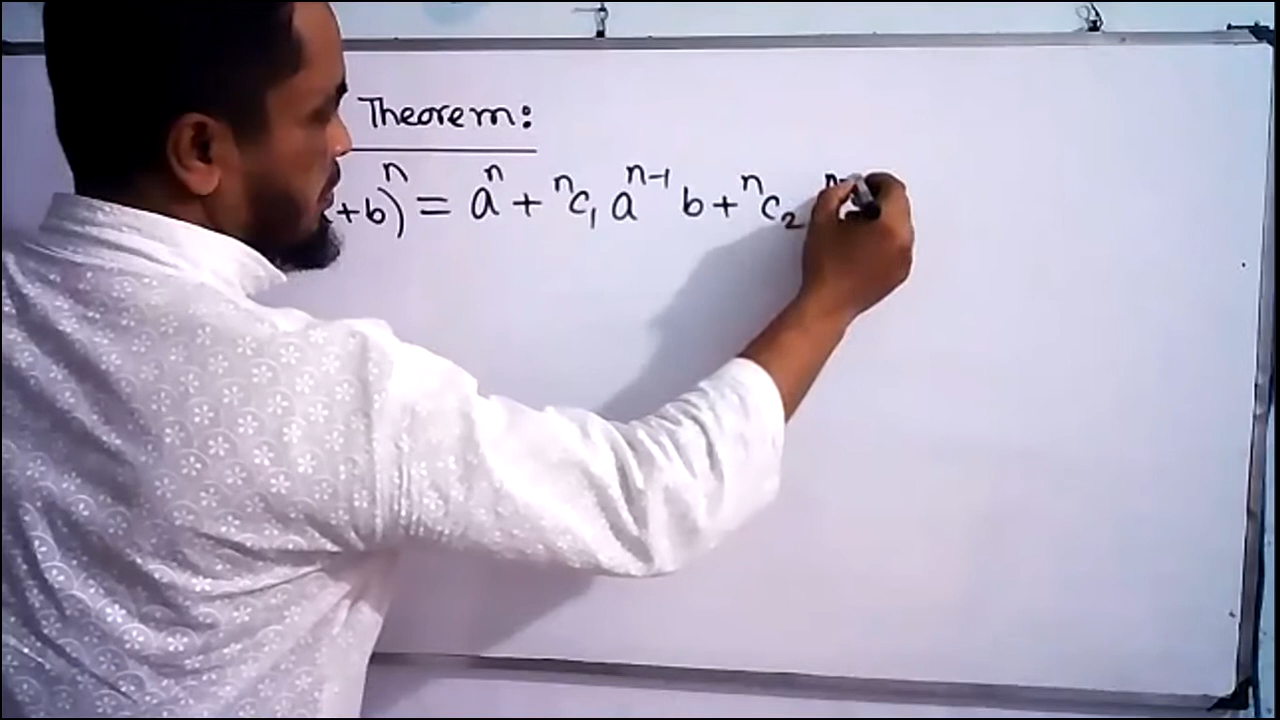 Theorem:
+b)ⁿ = aⁿ + ⁿc₁ aⁿ⁻¹ b + ⁿc₂ ⁿ⁻